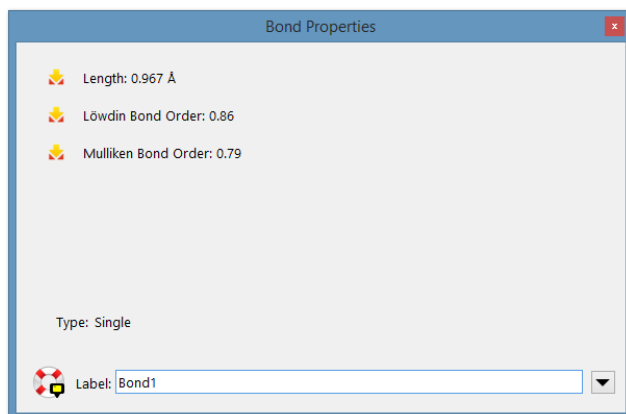 Bond Properties
x
Length: 0.967 Å
Löwdin Bond Order: 0.86
Mulliken Bond Order: 0.79
Type: Single
Label: Bond1